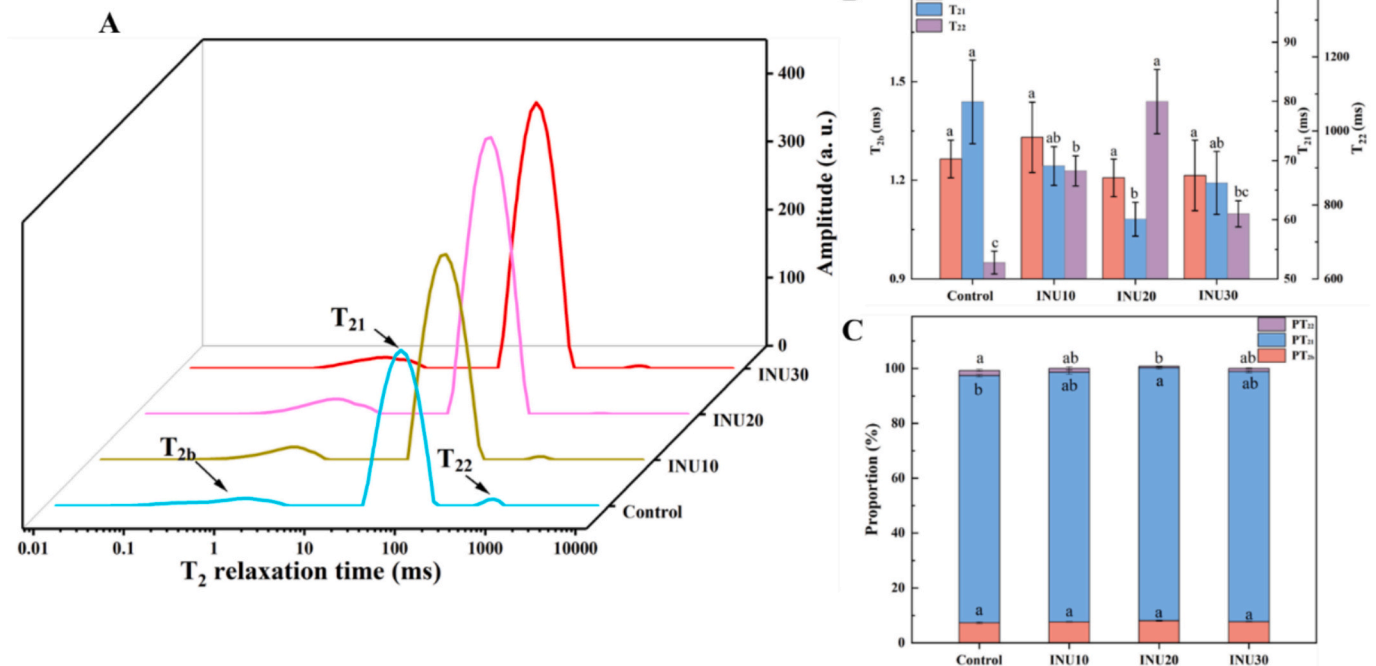 A
400
300
200
100
0
Amplitude (a. u.)
T₂₁
T₂b
T₂₂
INU30
INU20
INU10
Control
0.01 0.1 1 10 100 1000 10000
T₂ relaxation time (ms)
T₂₁
T₂₂
1.5
1.2
0.9
T₂b (ms)
90
80
70
60
50
T₂₁ (ms)
1200
1000
800
600
T₂₂ (ms)
a a c
a ab b
a b a
a ab bc
Control INU10 INU20 INU30
C
PT₂₂
PT₂₁
PT₂b
100
80
60
40
20
0
Proportion (%)
a ab b ab
b ab a ab
a a a a
Control INU10 INU20 INU30